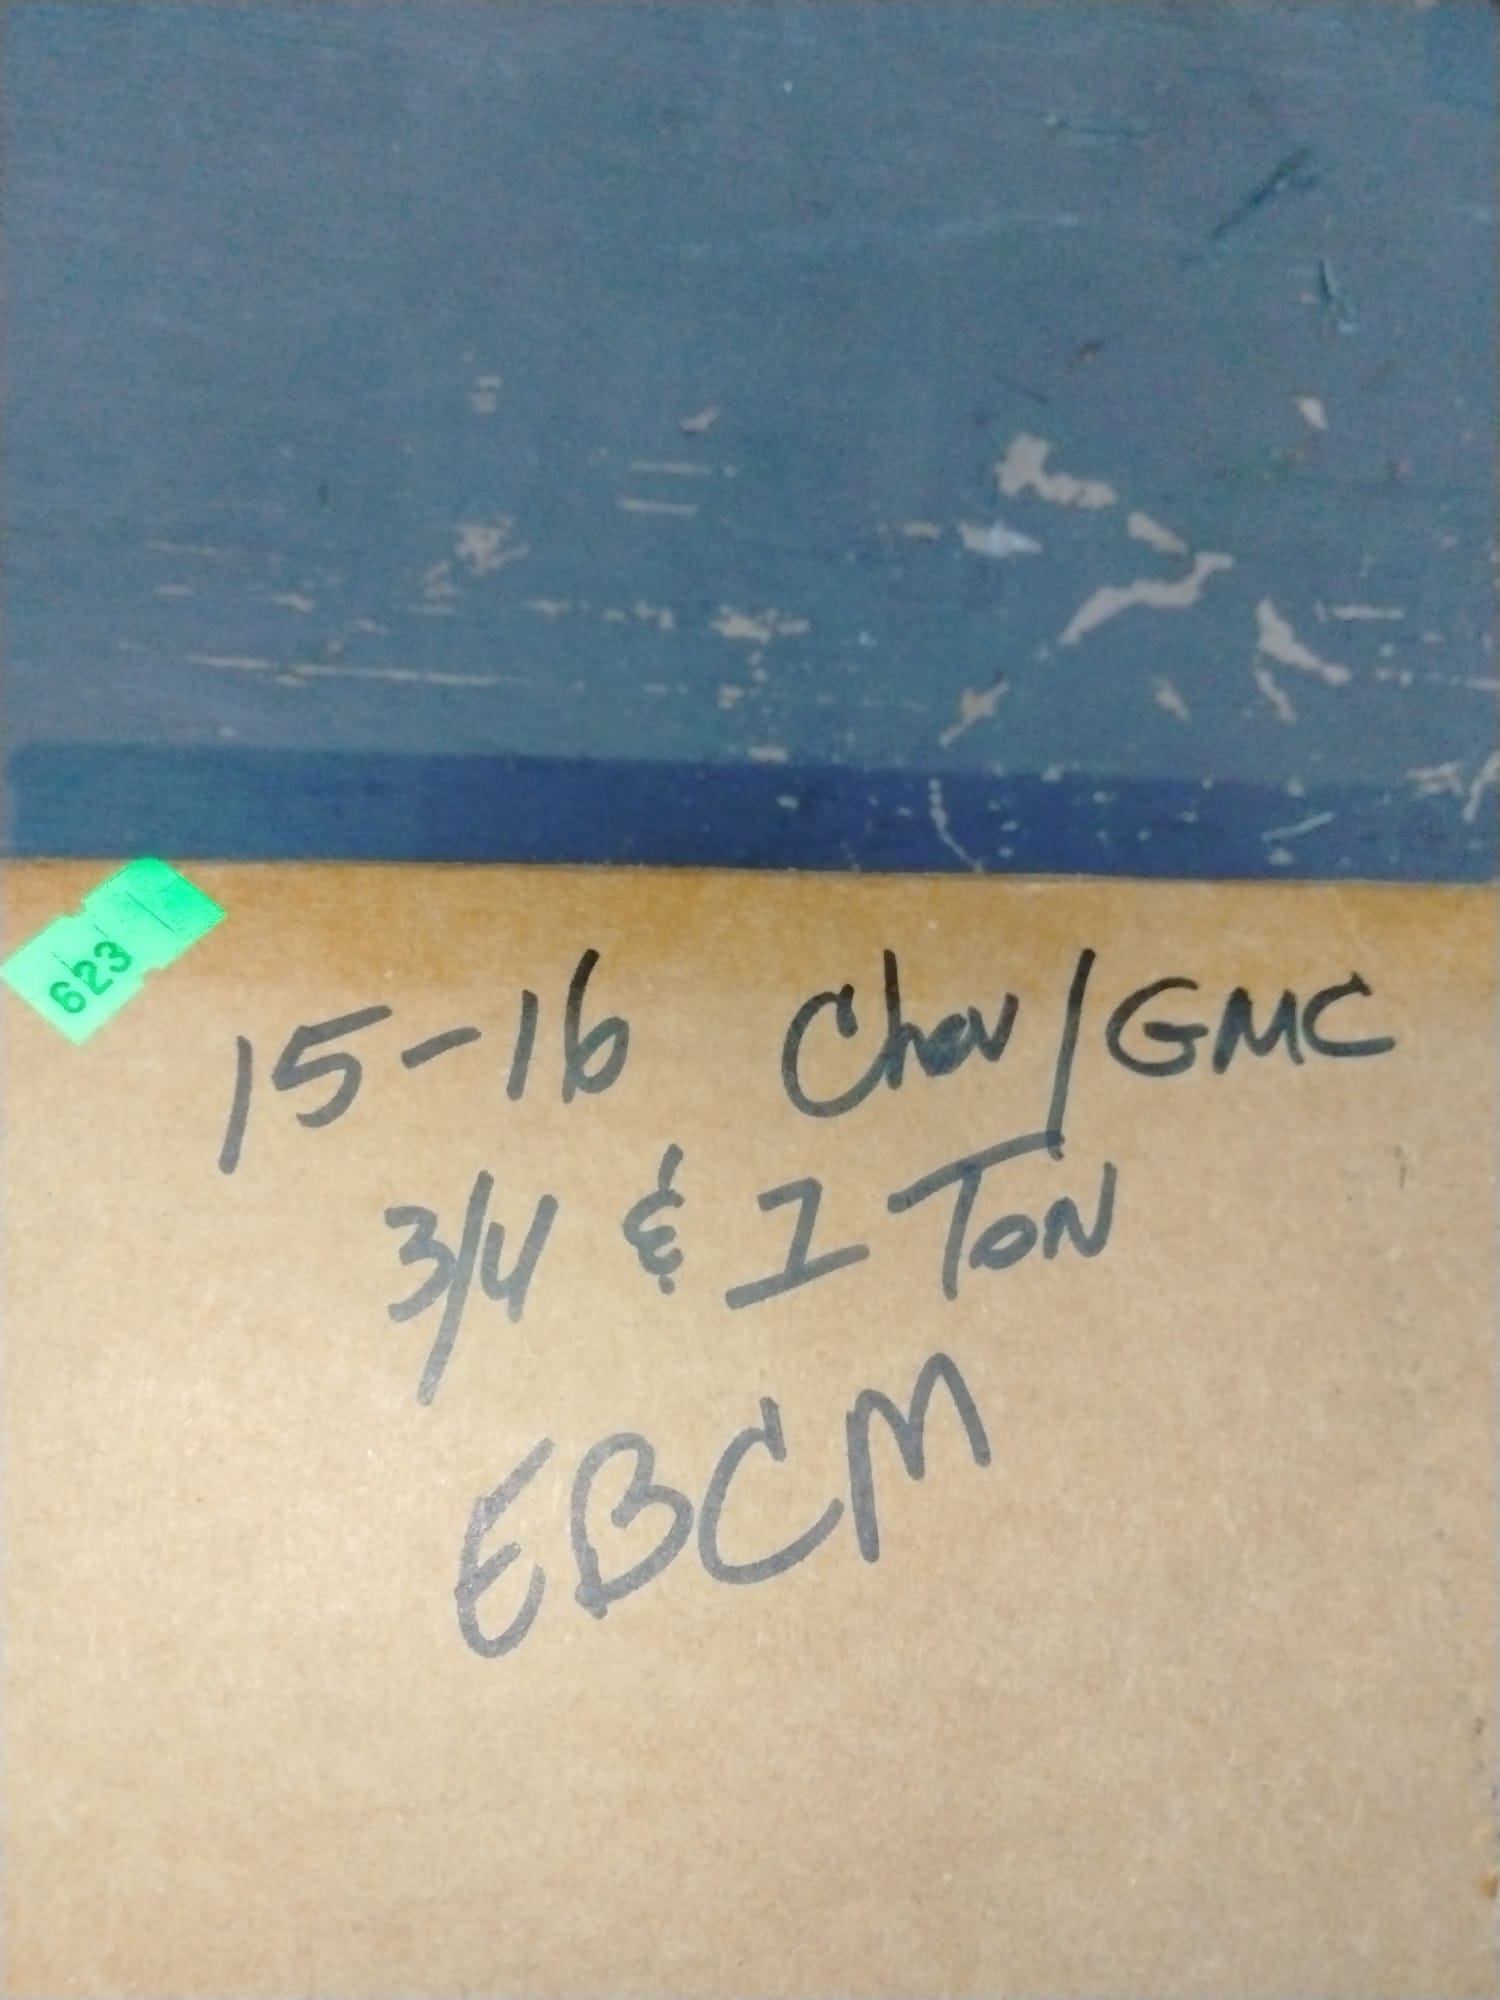 623
15-16 Chev/GMC
3/4 & 1 TON
EBCM